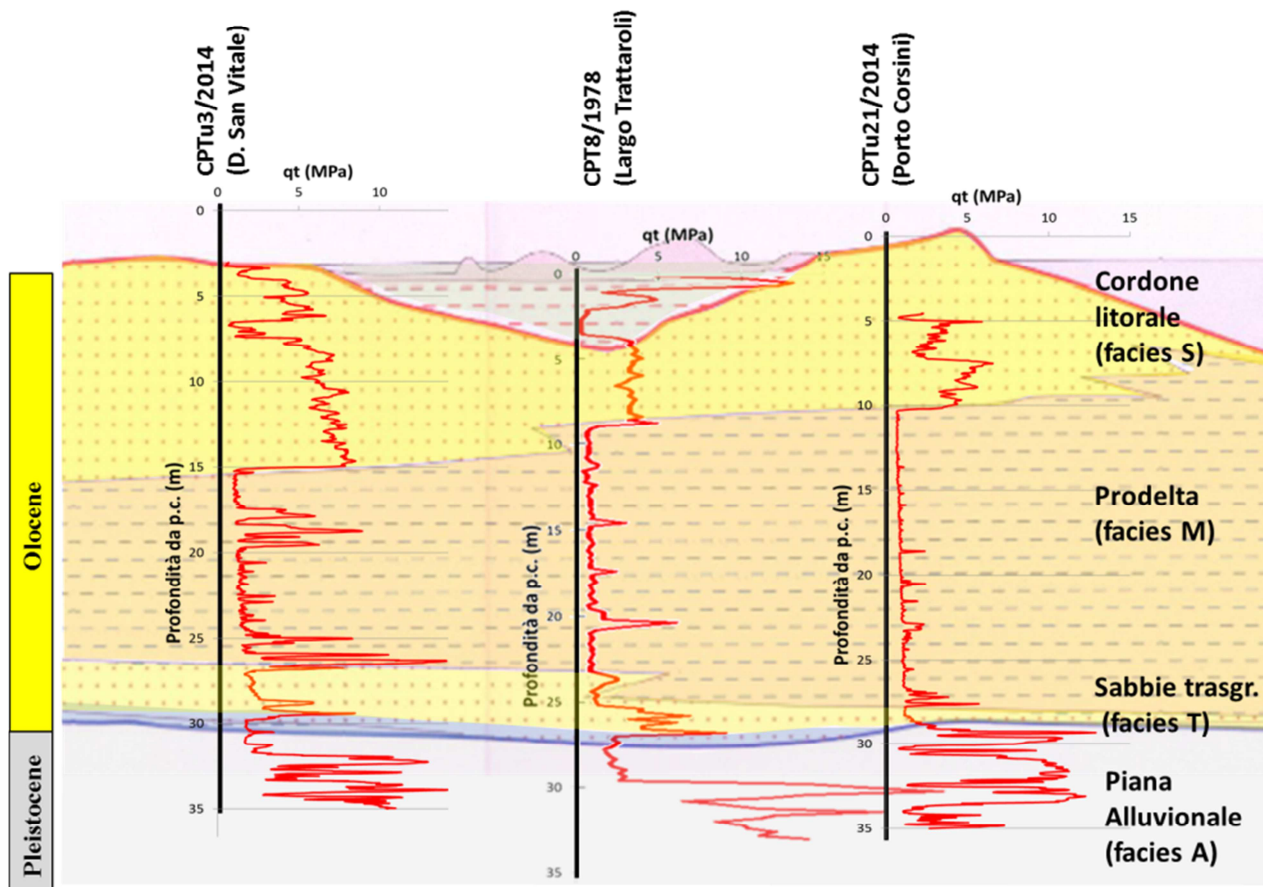 CPTu3/2014
(D. San Vitale)
CPT8/1978
(Largo Trattaroli)
CPTu21/2014
(Porto Corsini)
qt (MPa)
0 5 10
qt (MPa)
0 5 10 15
qt (MPa)
0 5 10 15
Profondità da p.c. (m)
0
5
10
15
20
25
30
35
Profondità da p.c. (m)
0
5
10
15
20
25
30
35
Profondità da p.c. (m)
0
5
10
15
20
25
30
35
Olocene
Pleistocene
Cordone
litorale
(facies S)
Prodelta
(facies M)
Sabbie trasgr.
(facies T)
Piana
Alluvionale
(facies A)